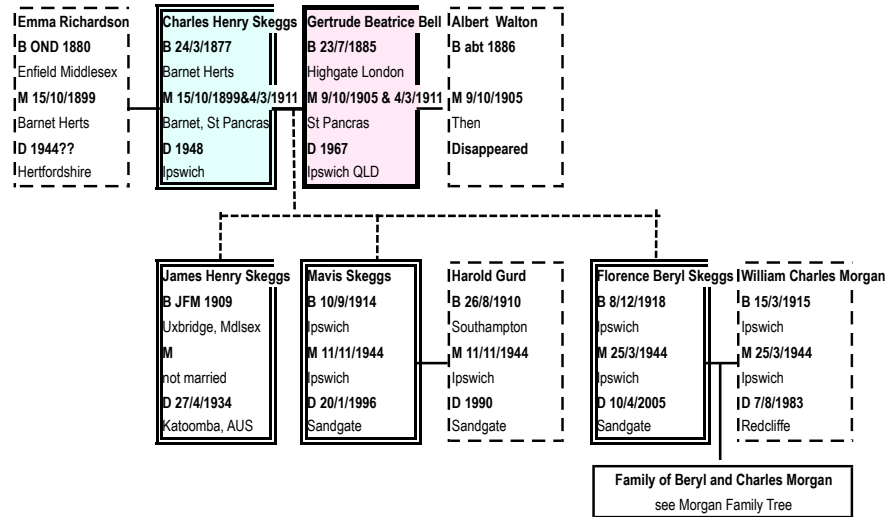 Emma Richardson
B OND 1880
Enfield Middlesex
M 15/10/1899
Barnet Herts
D 1944??
Hertfordshire
Charles Henry Skeggs
B 24/3/1877
Barnet Herts
M 15/10/1899&4/3/1911
Barnet, St Pancras
D 1948
Ipswich
Gertrude Beatrice Bell
B 23/7/1885
Highgate London
M 9/10/1905 & 4/3/1911
St Pancras
D 1967
Ipswich QLD
Albert Walton
B abt 1886
M 9/10/1905
Then
Disappeared
James Henry Skeggs
B JFM 1909
Uxbridge, Mdlsex
M
not married
D 27/4/1934
Katoomba, AUS
Mavis Skeggs
B 10/9/1914
Ipswich
M 11/11/1944
Ipswich
D 20/1/1996
Sandgate
Harold Gurd
B 26/8/1910
Southampton
M 11/11/1944
Ipswich
D 1990
Sandgate
Florence Beryl Skeggs
B 8/12/1918
Ipswich
M 25/3/1944
Ipswich
D 10/4/2005
Sandgate
William Charles Morgan
B 15/3/1915
Ipswich
M 25/3/1944
Ipswich
D 7/8/1983
Redcliffe
Family of Beryl and Charles Morgan
see Morgan Family Tree